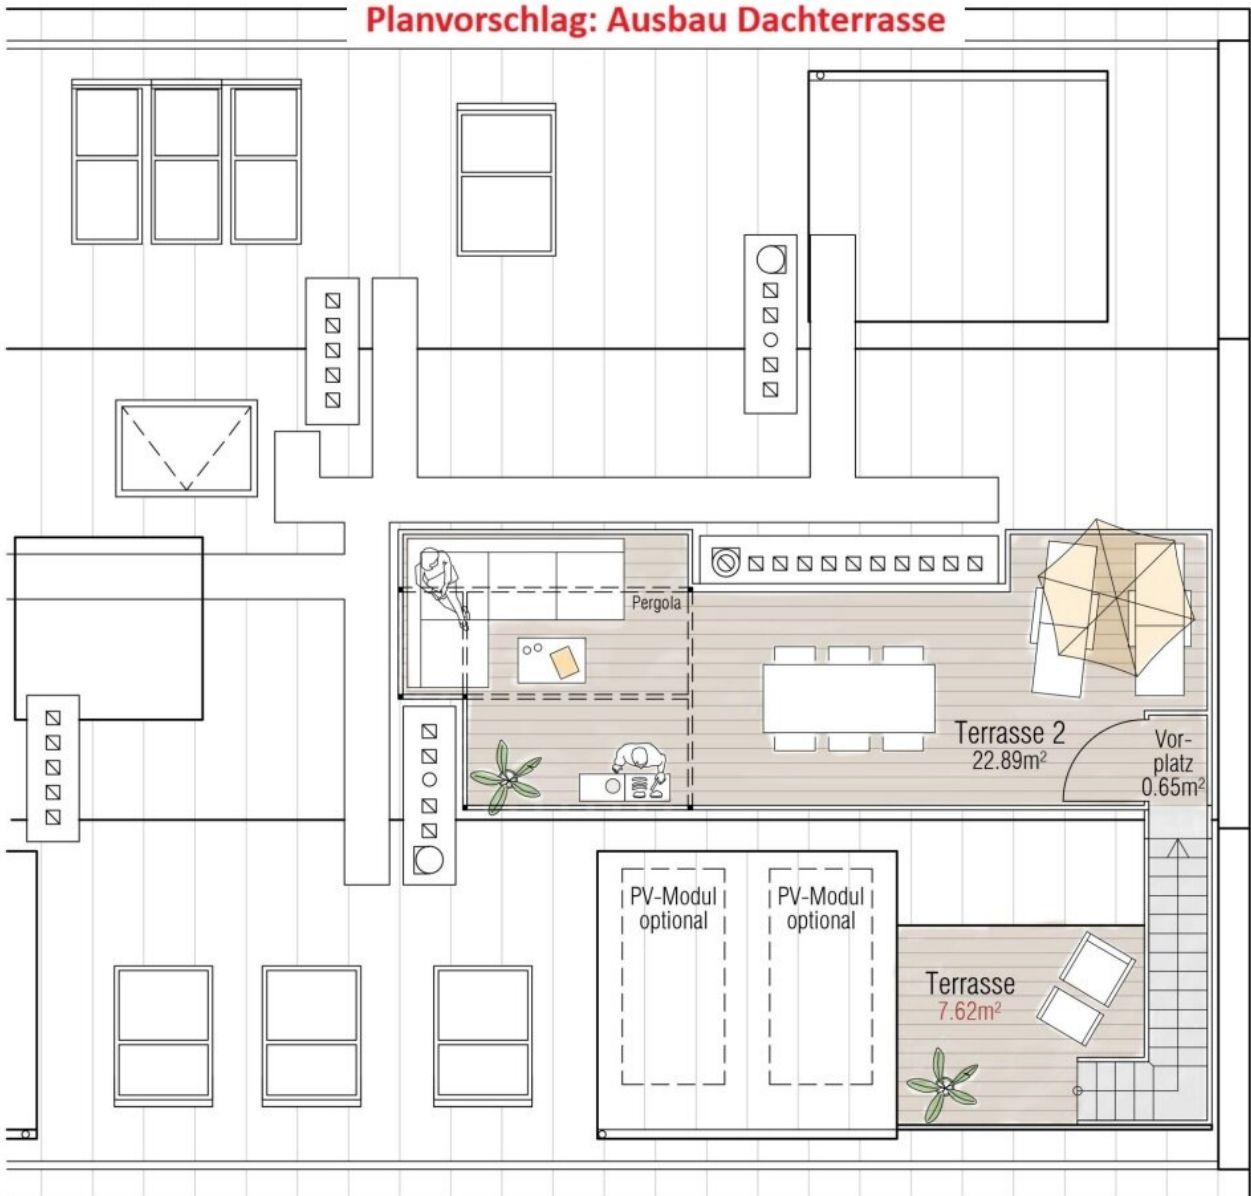 Planvorschlag: Ausbau Dachterrasse
Pergola
Terrasse 2
22.89m²
Vor-
platz
0.65m²
PV-Modul
optional
PV-Modul
optional
Terrasse
7.62m²